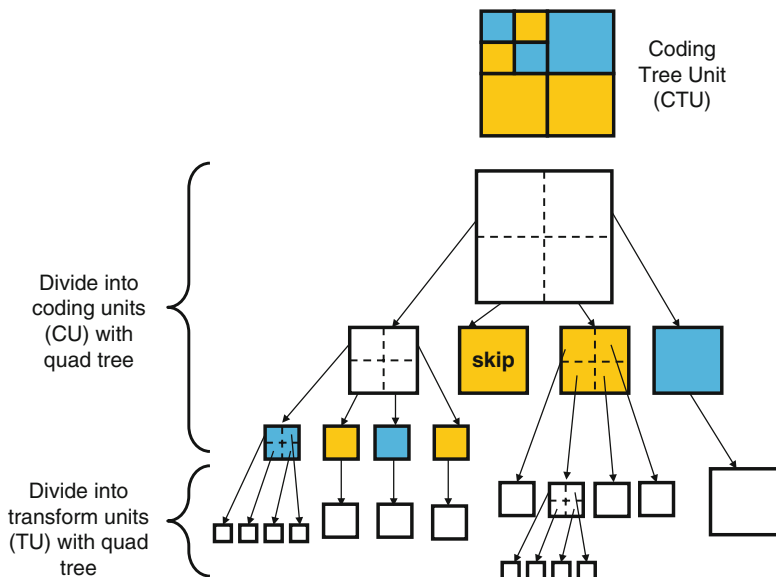 Coding
Tree Unit
(CTU)
Divide into
coding units
(CU) with
quad tree
skip
Divide into
transform units
(TU) with quad
tree